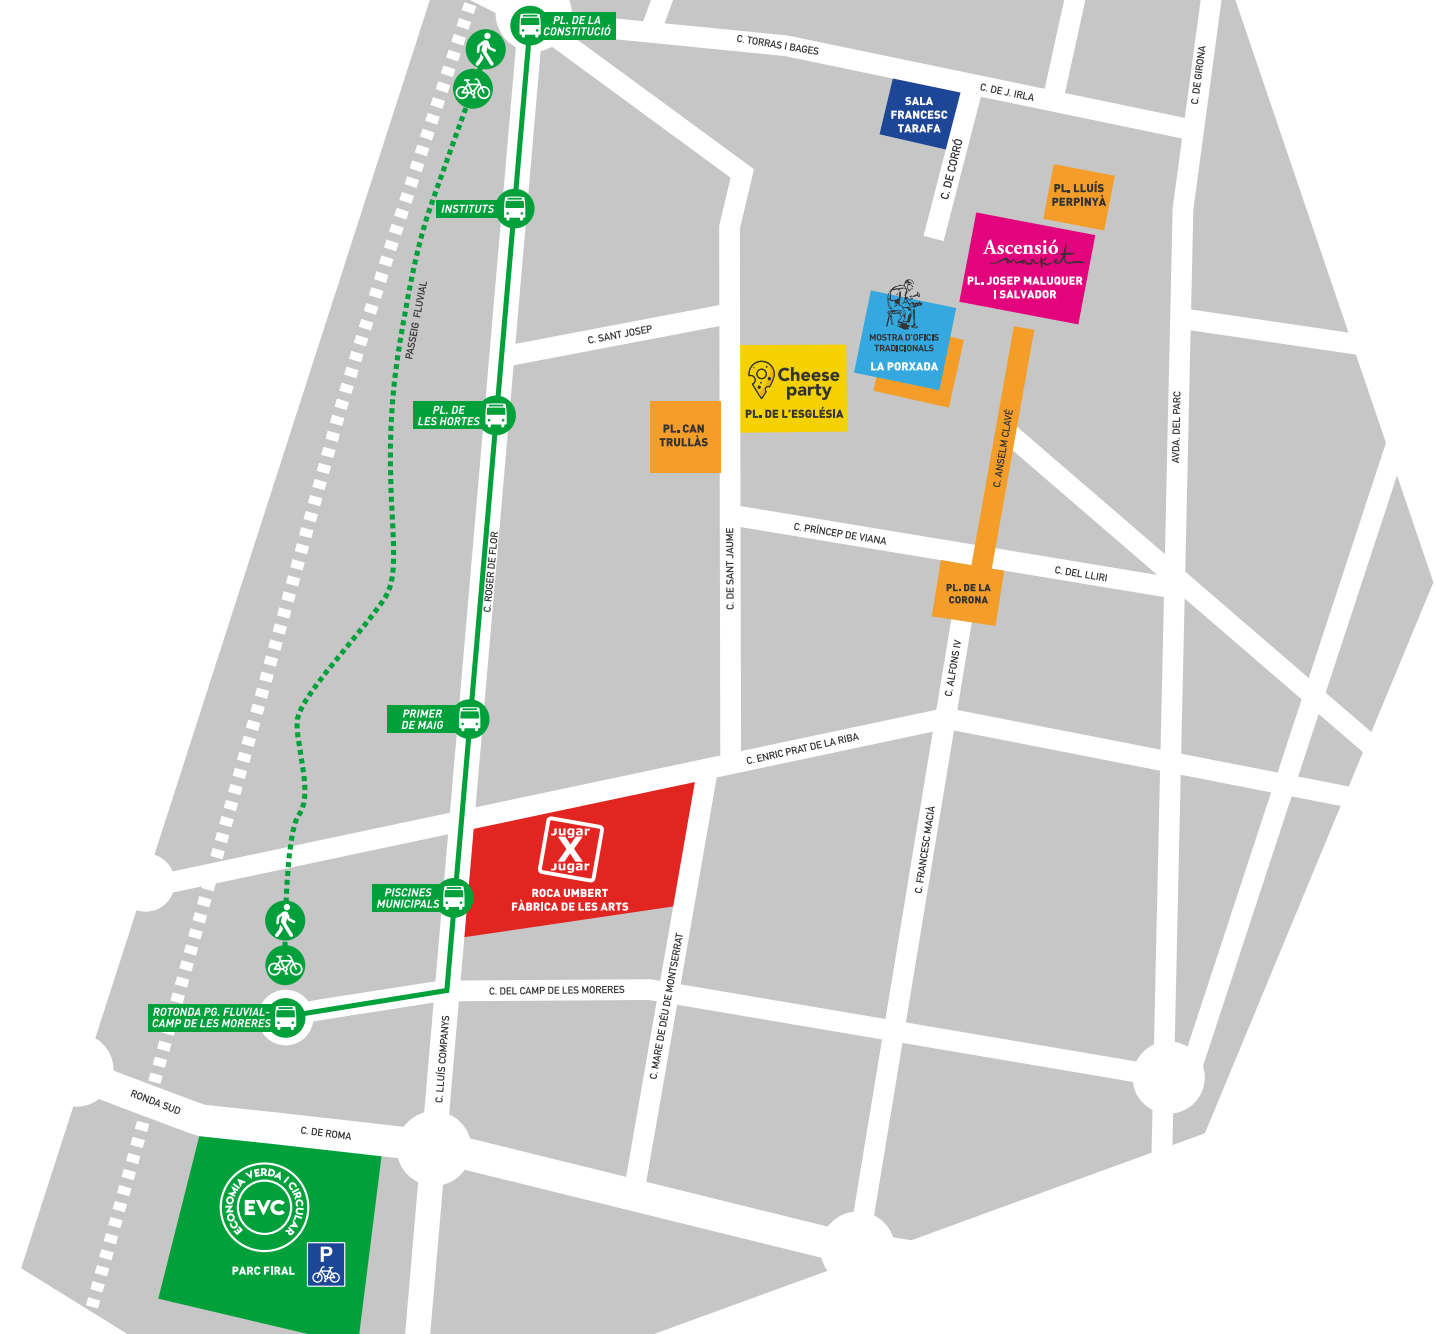 PL. DE LA
CONSTITUCIÓ
C. TORRAS I BAGES
C. DE J. IRLA
C. DE GIRONA
SALA
FRANCESC
TARAFA
C. DE CORRÓ
PL. LLUÍS
PERPINYÀ
INSTITUTS
Ascensió
market
PL. JOSEP MALUQUER
I SALVADOR
PASSEIG FLUVIAL
C. SANT JOSEP
MOSTRA D'OFICIS
TRADICIONALS
LA PORXADA
Cheese
party
PL. DE L'ESGLÉSIA
PL. DE
LES HORTES
PL. CAN
TRULLÀS
C. ANSELM CLAVÉ
AVDA. DEL PARC
C. ROGER DE FLOR
C. DE SANT JAUME
C. PRÍNCEP DE VIANA
C. DEL LLIRI
PL. DE LA
CORONA
C. ALFONS IV
PRIMER
DE MAIG
C. ENRIC PRAT DE LA RIBA
Jugar
X
Jugar
ROCA UMBERT
FÀBRICA DE LES ARTS
C. FRANCESC MACIÀ
PISCINES
MUNICIPALS
C. DEL CAMP DE LES MORERES
C. MARE DE DÉU DE MONTSERRAT
ROTONDA PG. FLUVIAL-
CAMP DE LES MORERES
C. LLUÍS COMPANYS
RONDA SUD
C. DE ROMA
ECONOMIA VERDA I CIRCULAR
EVC
PARC FIRAL
P